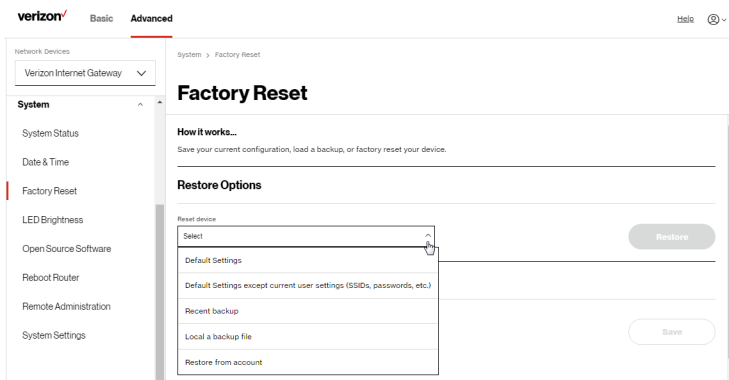 verizon
Basic
Advanced
Help
Network Devices
Verizon Internet Gateway
System
System Status
Date & Time
Factory Reset
LED Brightness
Open Source Software
Reboot Router
Remote Administration
System Settings
System > Factory Reset
Factory Reset
How it works...
Save your current configuration, load a backup, or factory reset your device.
Restore Options
Reset device
Select
Restore
Default Settings
Default Settings except current user settings (SSIDs, passwords, etc.)
Recent backup
Local a backup file
Restore from account
Save